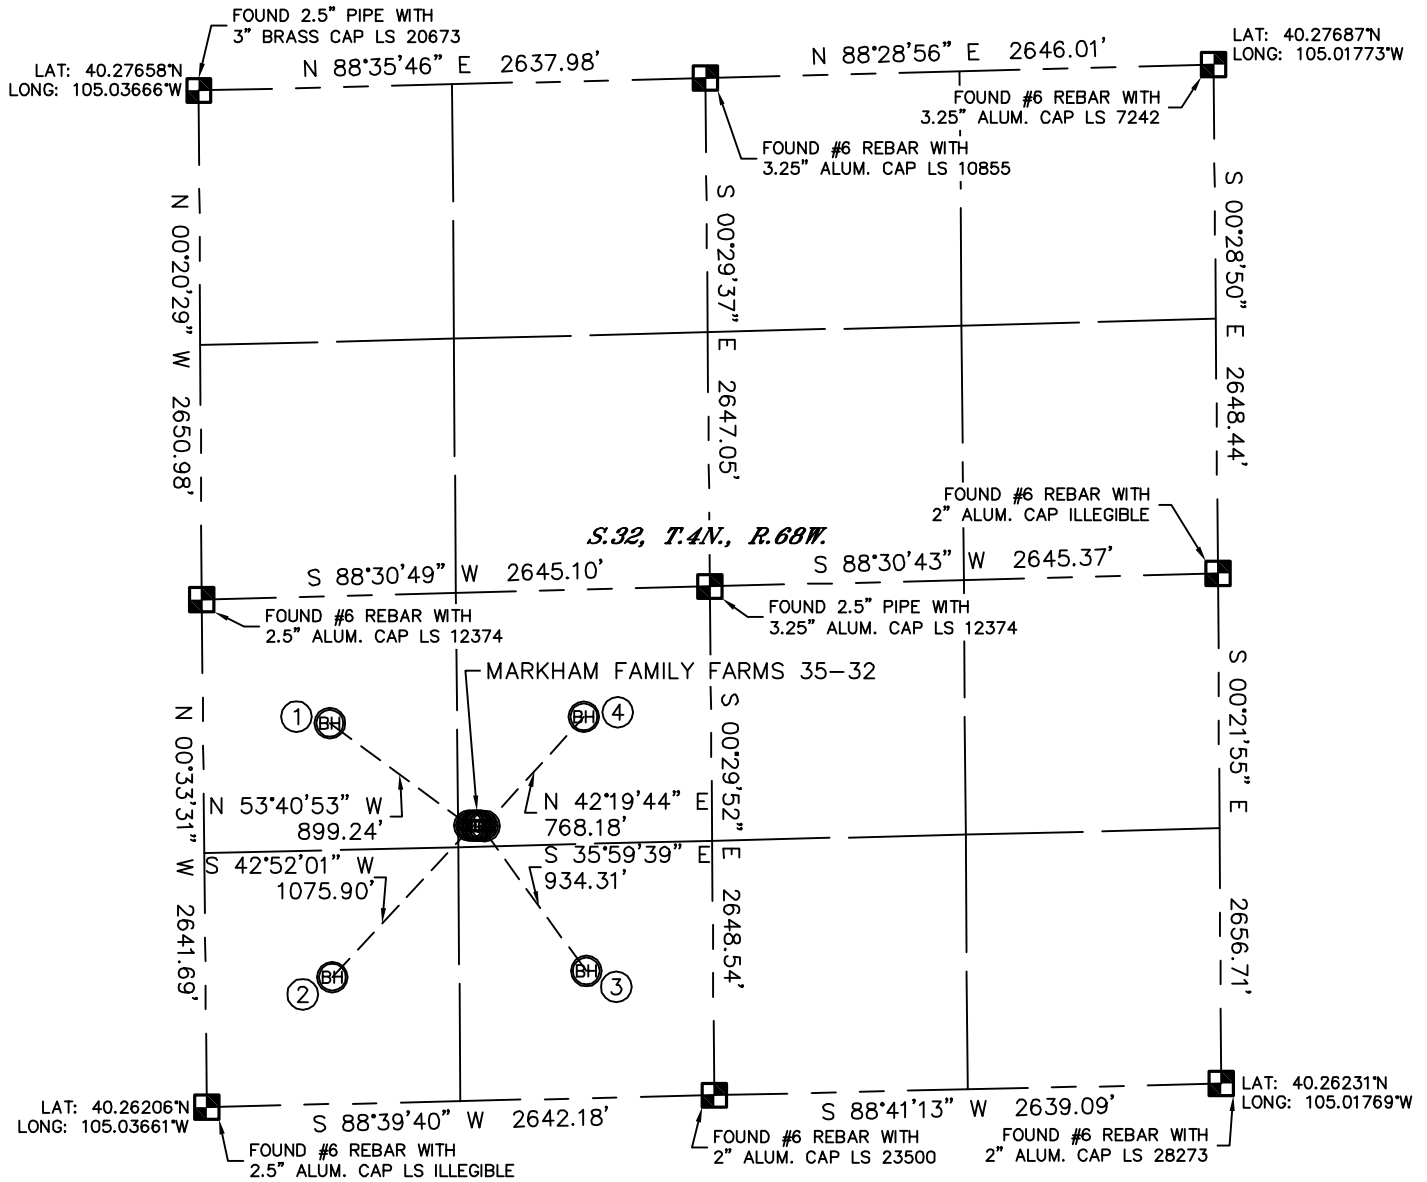 FOUND 2.5" PIPE WITH
3" BRASS CAP LS 20673
LAT: 40.27658°N
LONG: 105.03666°W
N 88°35'46" E 2637.98'
N 88°28'56" E 2646.01'
LAT: 40.27687°N
LONG: 105.01773°W
FOUND #6 REBAR WITH
3.25" ALUM. CAP LS 7242
FOUND #6 REBAR WITH
3.25" ALUM. CAP LS 10855
N 00°20'29" W 2650.98'
S 00°29'37" E 2647.05'
S 00°28'50" E 2648.44'
FOUND #6 REBAR WITH
2" ALUM. CAP ILLEGIBLE
S.32, T.4N., R.68W.
S 88°30'49" W 2645.10'
S 88°30'43" W 2645.37'
FOUND #6 REBAR WITH
2.5" ALUM. CAP LS 12374
FOUND 2.5" PIPE WITH
3.25" ALUM. CAP LS 12374
MARKHAM FAMILY FARMS 35-32
1 BH
BH 4
N 00°33'31" W 2641.69'
S 00°29'52" E 2648.54'
S 00°21'55" E 2656.71'
N 53°40'53" W
899.24'
N 42°19'44" E
768.18'
S 42°52'01" W
1075.90'
S 35°59'39" E
934.31'
2 BH
BH 3
LAT: 40.26206°N
LONG: 105.03661°W
S 88°39'40" W 2642.18'
S 88°41'13" W 2639.09'
LAT: 40.26231°N
LONG: 105.01769°W
FOUND #6 REBAR WITH
2.5" ALUM. CAP LS ILLEGIBLE
FOUND #6 REBAR WITH
2" ALUM. CAP LS 23500
FOUND #6 REBAR WITH
2" ALUM. CAP LS 28273